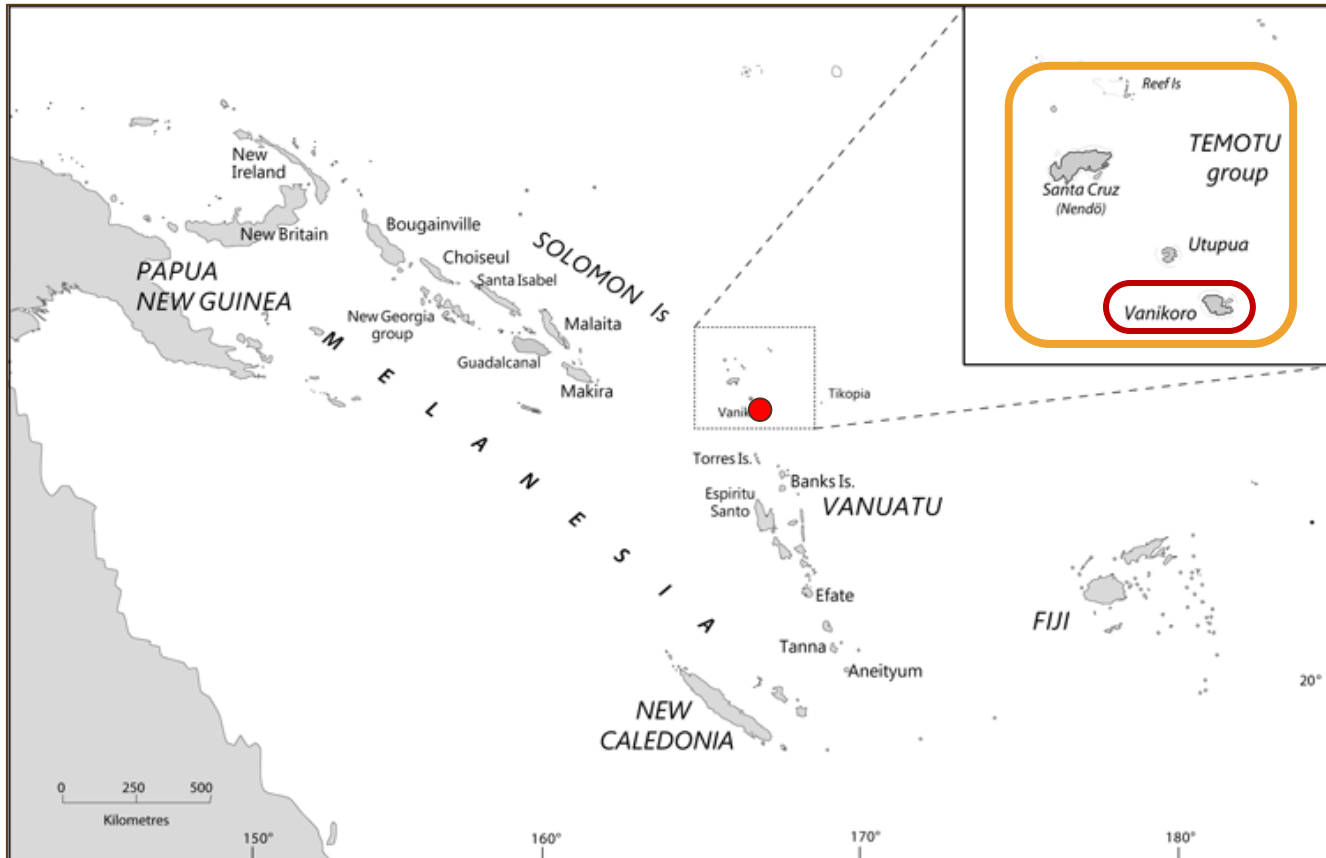 Reef Is
TEMOTU
group
Santa Cruz
(Nendö)
Utupua
Vanikoro
New
Ireland
New Britain
Bougainville
Choiseul
Santa Isabel
SOLOMON Is
PAPUA
NEW GUINEA
New Georgia
group
Malaita
Guadalcanal
Makira
MELANESIA
Vanik
Tikopia
Torres Is.
Banks Is.
Espiritu
Santo
VANUATU
Efate
FIJI
Tanna
Aneityum
20°
NEW
CALEDONIA
0 250 500
Kilometres
150° 160° 170° 180°